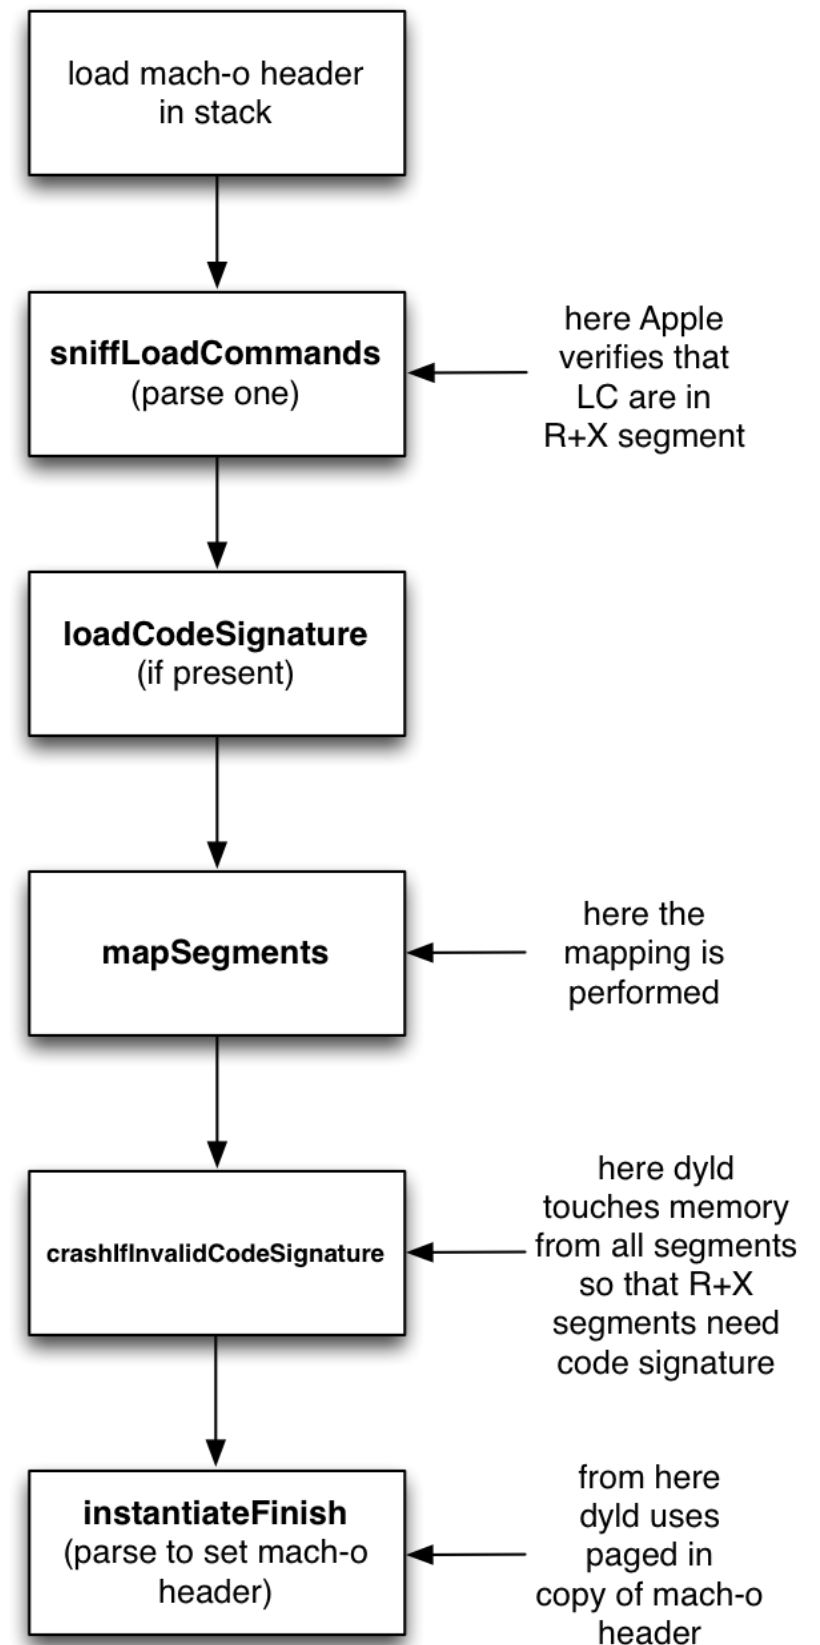 load mach-o header
in stack
sniffLoadCommands
(parse one)
here Apple
verifies that
LC are in
R+X segment
loadCodeSignature
(if present)
mapSegments
here the
mapping is
performed
crashIfInvalidCodeSignature
here dyld
touches memory
from all segments
so that R+X
segments need
code signature
instantiateFinish
(parse to set mach-o
header)
from here
dyld uses
paged in
copy of mach-o
header